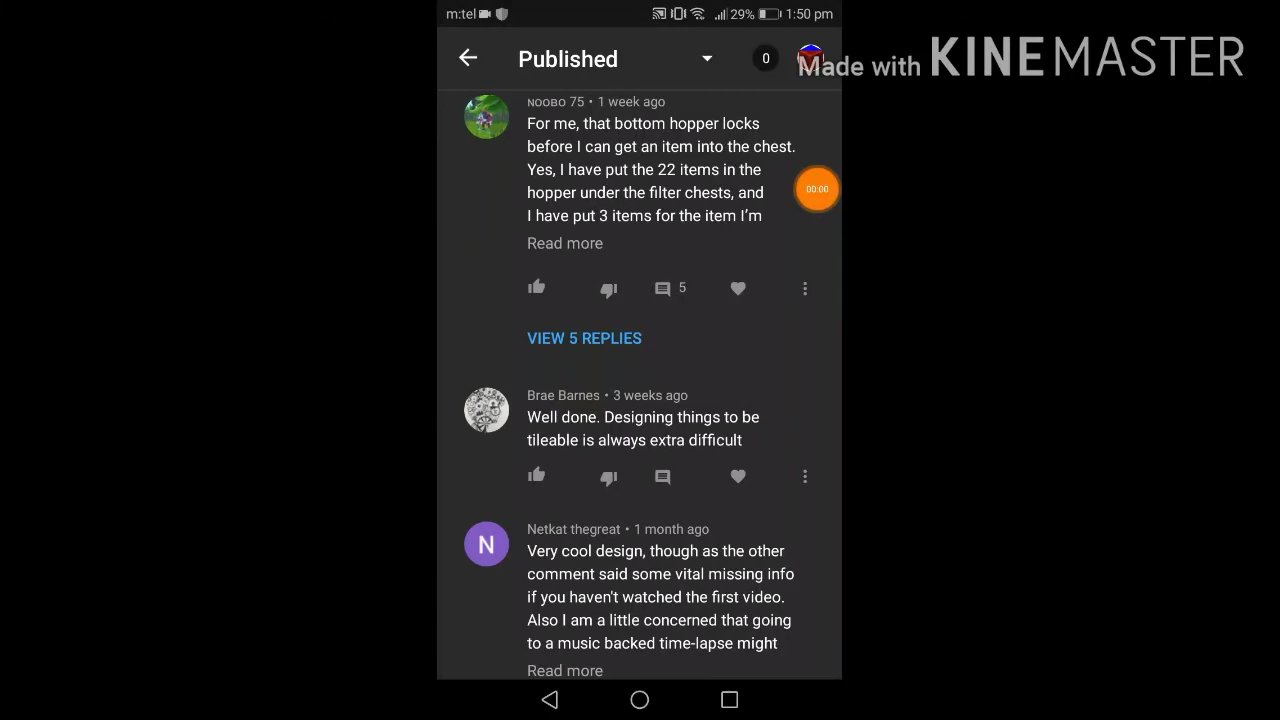 m:tel 29% 1:50 pm
Published 0
Made with KINEMASTER
NOOBO 75 • 1 week ago
For me, that bottom hopper locks
before I can get an item into the chest.
Yes, I have put the 22 items in the
hopper under the filter chests, and
I have put 3 items for the item I'm
00:00
Read more
5
VIEW 5 REPLIES
Brae Barnes • 3 weeks ago
Well done. Designing things to be
tileable is always extra difficult
N
Netkat thegreat • 1 month ago
Very cool design, though as the other
comment said some vital missing info
if you haven't watched the first video.
Also I am a little concerned that going
to a music backed time-lapse might
Read more